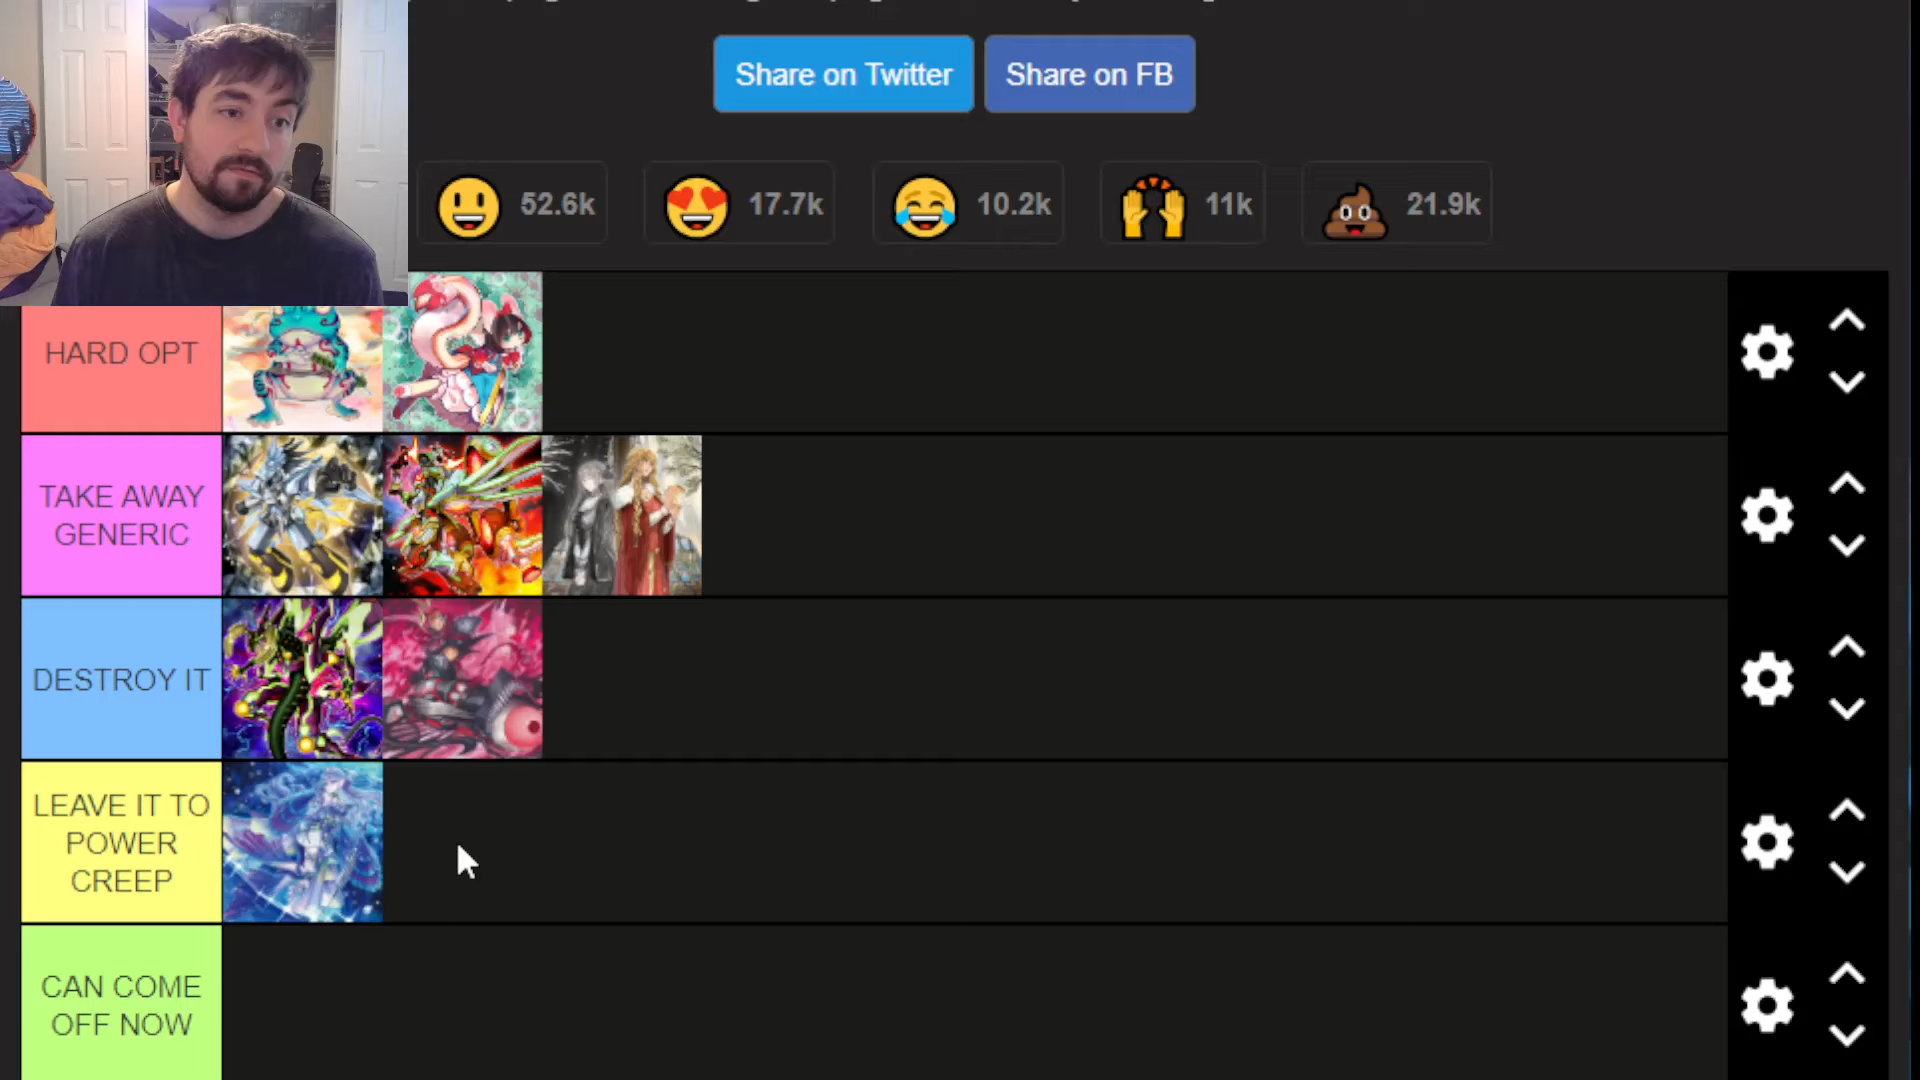 Share on Twitter
Share on FB
52.6k
17.7k
10.2k
11k
21.9k
HARD OPT
TAKE AWAY
GENERIC
DESTROY IT
LEAVE IT TO
POWER
CREEP
CAN COME
OFF NOW